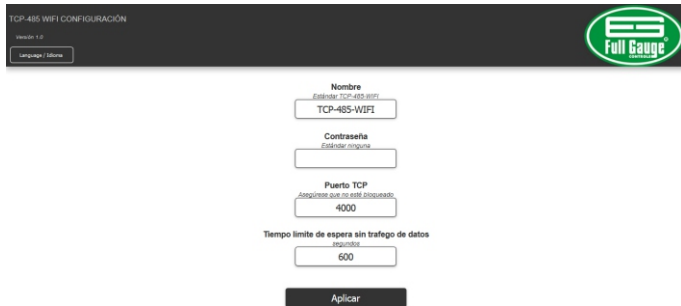 TCP-485 WIFI CONFIGURACIÓN
Versión 1.0
Language / Idioma
Full Gauge
CONTROLS
Nombre
Estándar TCP-485-WIFI
TCP-485-WIFI
Contraseña
Estándar ninguna
Puerto TCP
Asegúrese que no esté bloqueado
4000
Tiempo límite de espera sin trafego de datos
segundos
600
Aplicar